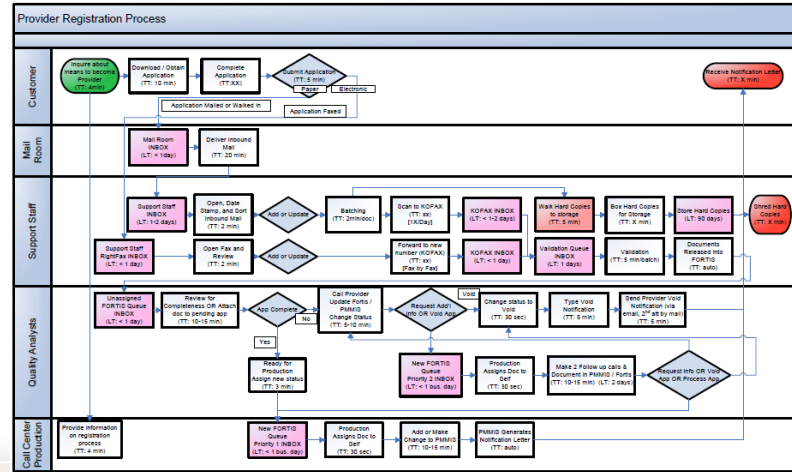 Provider Registration Process
Customer
Inquire about
means to become
Provider
(TT: 4min)
Download / Obtain
Application
(TT: 10 min)
Complete
Application
(TT:XX)
Submit Application
(TT: 5 min)
Paper
Electronic
Application Mailed or Walked In
Application Faxed
Receive Notification Letter
(TT: X min)
Mail
Room
Mail Room
INBOX
(LT: < 1day)
Deliver Inbound
Mail
(TT: 20 min)
Support Staff
Support Staff
INBOX
(LT: 1-2 days)
Open, Date
Stamp, and Sort
Inbound Mail
(TT: 2 min)
Add or Update
Batching
(TT: 2min/doc)
Scan to KOFAX
(TT: xx)
[1X/Day]
KOFAX INBOX
(LT: < 1-2 days)
Walk Hard Copies
to storage
(TT: 5 min)
Box Hard Copies
for Storage
(TT: X min)
Store Hard Copies
(LT: 90 days)
Shred Hard
Copies
(TT: X min)
Support Staff
RightFax INBOX
(LT: < 1 day)
Open Fax and
Review
(TT: 2 min)
Add or Update
Forward to new
number (KOFAX)
(TT: xx)
[Fax by Fax]
KOFAX INBOX
(LT: < 1 day)
Validation Queue
INBOX
(LT: 1 days)
Validation
(TT: 5 min/batch)
Documents
Released into
FORTIS
(TT: auto)
Quality Analysts
Unassigned
FORTIS Queue
INBOX
(LT: < 1 day)
Review for
Completeness OR Attach
doc to pending app
(TT: 10-15 min)
App Complete
No
Yes
Call Provider
Update Fortis /
PMMIS
Change Status
(TT: 5-10 min)
Request Add'l
Info OR Void App
Void
Change status to
Void
(TT: 30 sec)
Type Void
Notification
(TT: 5 min)
Send Provider Void
Notification (via
email, 2nd att by mail)
(TT: 5 min)
Ready for
Production
Assign new status
(TT: 3 min)
New FORTIS
Queue
Priority 2 INBOX
(LT: < 1 bus. day)
Production
Assigns Doc to
Self
(TT: 30 sec)
Make 2 Follow up calls &
Document in PMMIS / Fortis
(TT: 10-15 min) (LT: 2 days)
Request Info OR Void
App OR Process App
Call Center
Production
Provide information
on registration
process
(TT: 4 min)
New FORTIS
Queue
Priority 1 INBOX
(LT: < 1 bus. day)
Production
Assigns Doc to
Self
(TT: 30 sec)
Add or Make
Change to PMMIS
(TT: 10-15 min)
PMMIS Generates
Notification Letter
(TT: auto)